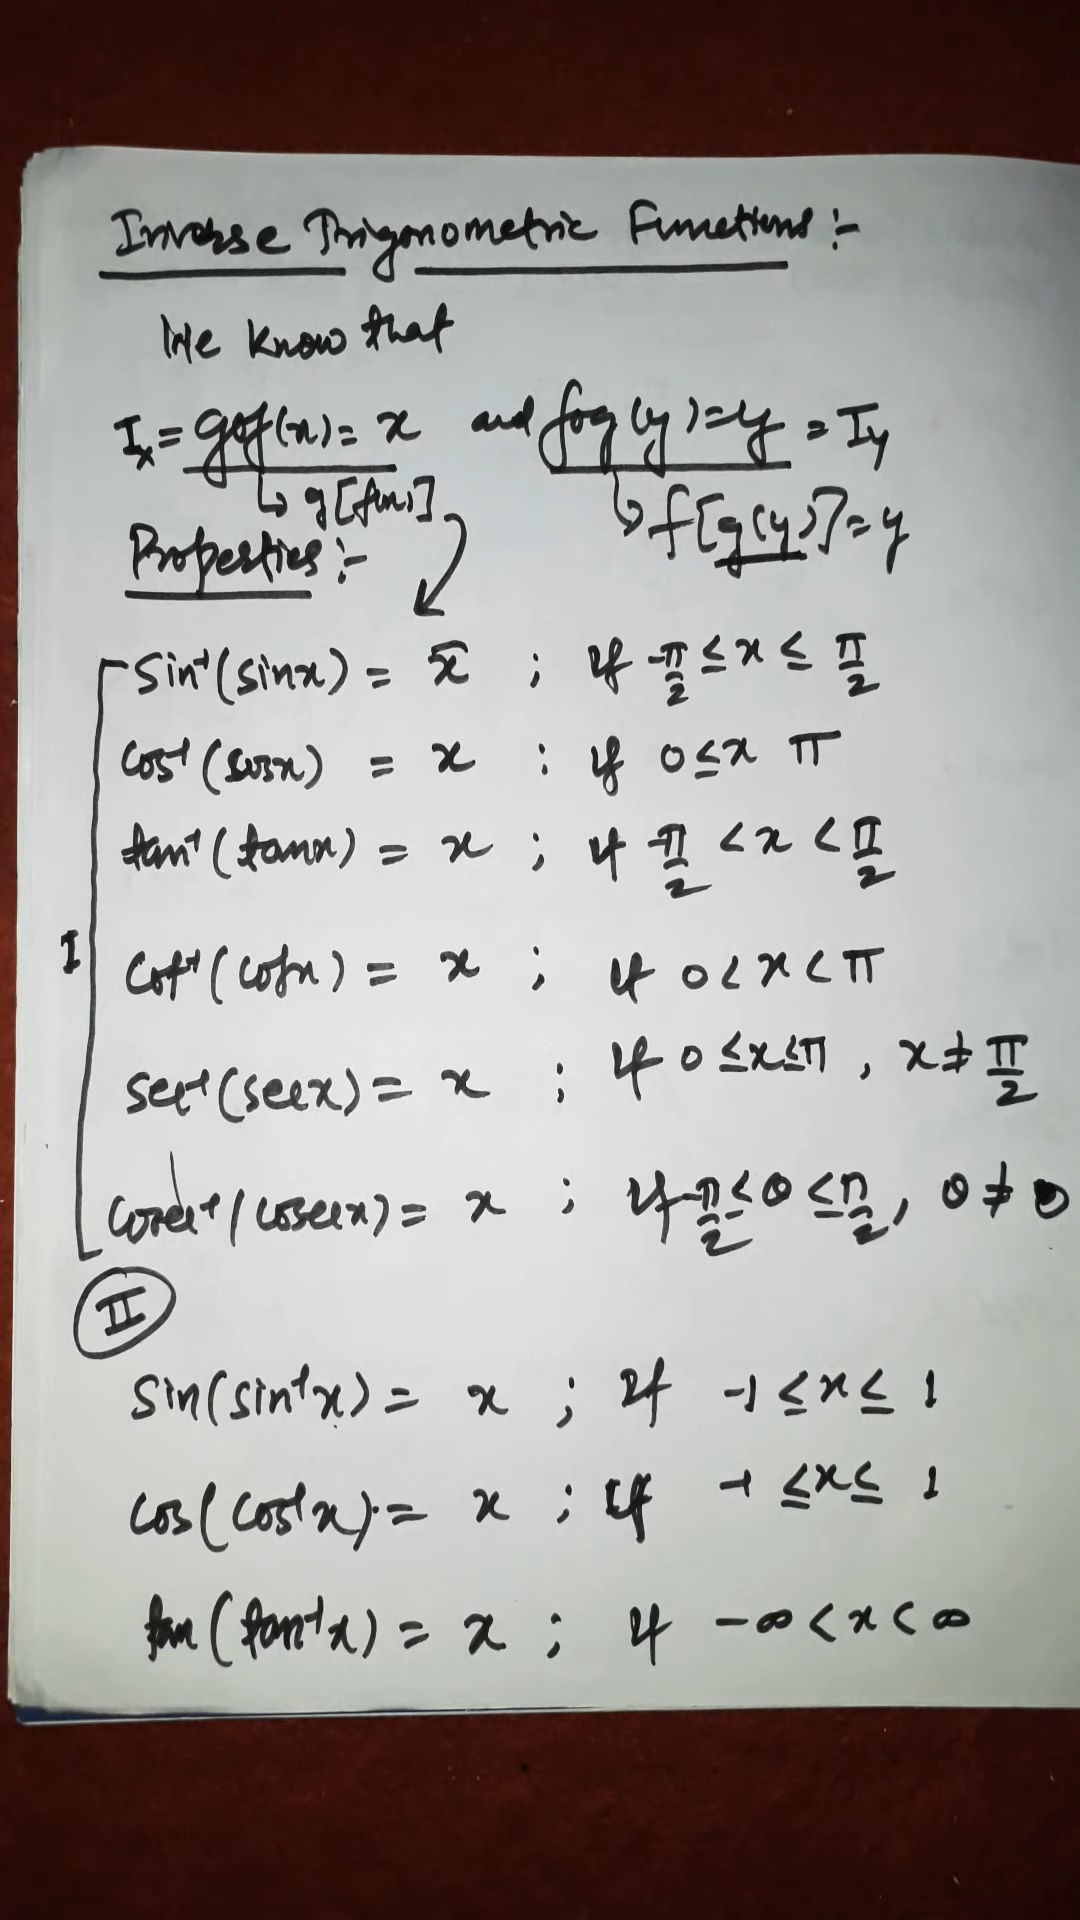 Inverse Trigonometric Functions :-
We know that
Iₓ = gof(x) = x and fog(y) = y = Iᵧ
↳ g[f(x)] ↳ f[g(y)] = y
Properties :-
I
Sin⁻¹(sinx) = x ; if -π/2 ≤ x ≤ π/2
Cos⁻¹(cosx) = x ; if 0 ≤ x π
tan⁻¹(tanx) = x ; if -π/2 < x < π/2
Cot⁻¹(cotx) = x ; if 0 < x < π
Sec⁻¹(secx) = x ; if 0 ≤ x ≤ π , x ≠ π/2
Cosec⁻¹(cosecx) = x ; if -π/2 ≤ θ ≤ π/2, θ ≠ 0
II
Sin(sin⁻¹x) = x ; if -1 ≤ x ≤ 1
Cos(cos⁻¹x) = x ; if -1 ≤ x ≤ 1
tan(tan⁻¹x) = x ; if -∞ < x < ∞